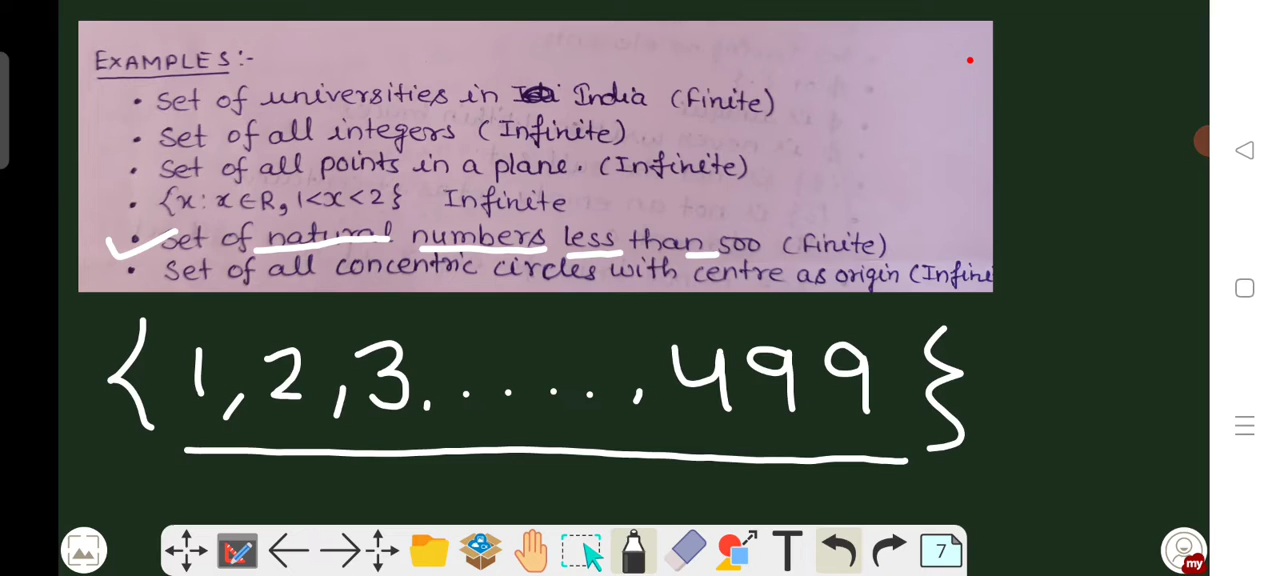 EXAMPLES:-
• Set of universities in India (Finite)
• Set of all integers (Infinite)
• Set of all points in a plane. (Infinite)
• {x: x∈R, 1<x<2} Infinite
• Set of natural numbers less than 500 (Finite)
• Set of all concentric circles with centre as origin (Infini
{1,2,3,.....,499}
T 7
my